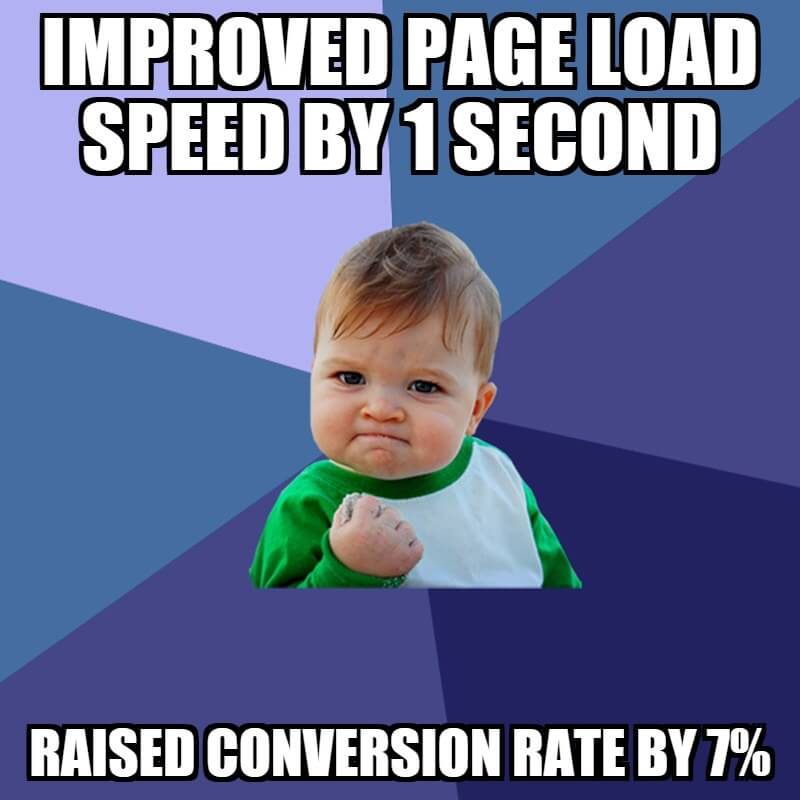 IMPROVED PAGE LOAD
SPEED BY 1 SECOND
RAISED CONVERSION RATE BY 7%